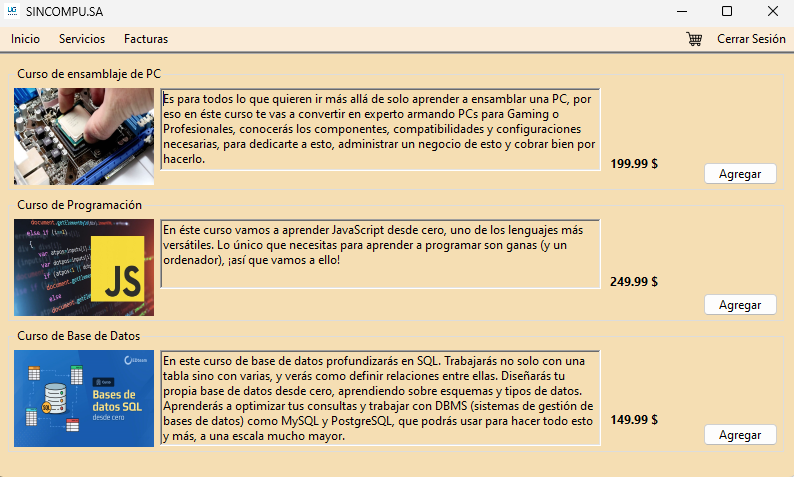 SINCOMPU.SA
Inicio Servicios Facturas Cerrar Sesión
Curso de ensamblaje de PC
Es para todos lo que quieren ir más allá de solo aprender a ensamblar una PC, por
eso en éste curso te vas a convertir en experto armando PCs para Gaming o
Profesionales, conocerás los componentes, compatibilidades y configuraciones
necesarias, para dedicarte a esto, administrar un negocio de esto y cobrar bien por
hacerlo.
199.99 $
Agregar
Curso de Programación
JS
En éste curso vamos a aprender JavaScript desde cero, uno de los lenguajes más
versátiles. Lo único que necesitas para aprender a programar son ganas (y un
ordenador), ¡así que vamos a ello!
249.99 $
Agregar
Curso de Base de Datos
Bases de
datos SQL
desde cero
En este curso de base de datos profundizarás en SQL. Trabajarás no solo con una
tabla sino con varias, y verás como definir relaciones entre ellas. Diseñarás tu
propia base de datos desde cero, aprendiendo sobre esquemas y tipos de datos.
Aprenderás a optimizar tus consultas y trabajar con DBMS (sistemas de gestión de
bases de datos) como MySQL y PostgreSQL, que podrás usar para hacer todo esto
y más, a una escala mucho mayor.
149.99 $
Agregar